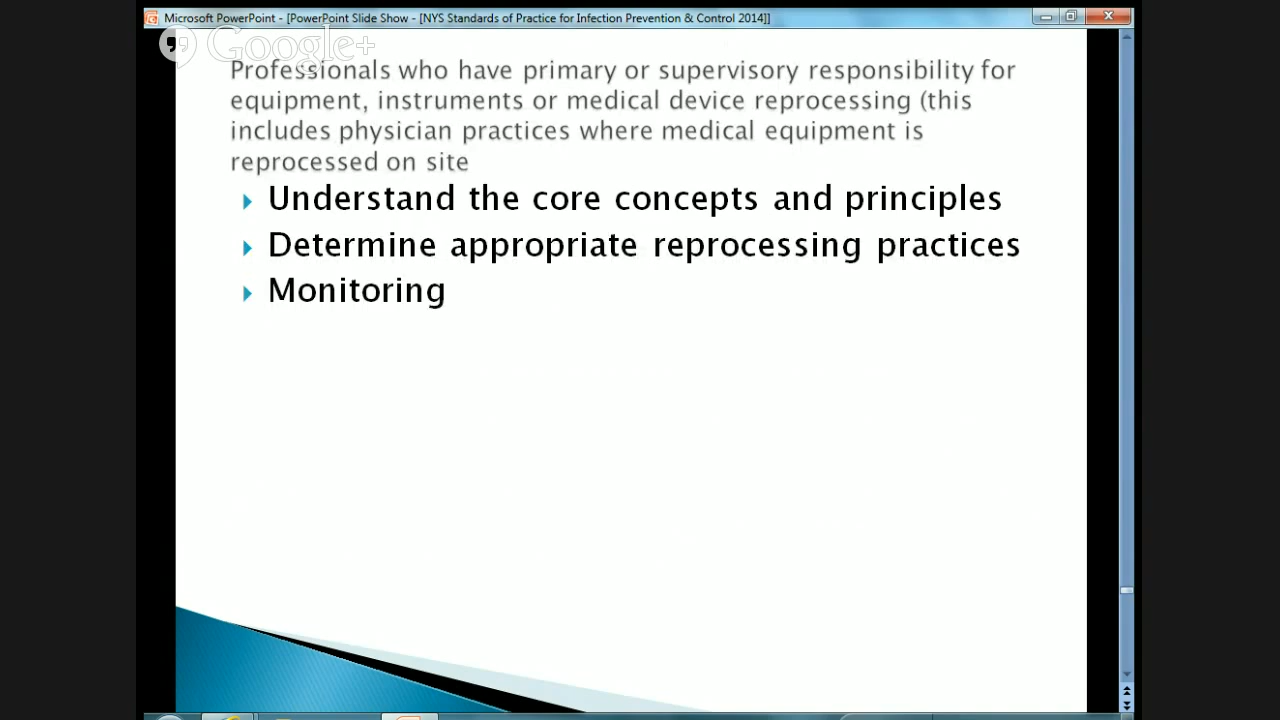 Microsoft PowerPoint - [PowerPoint Slide Show - [NYS Standards of Practice for Infection Prevention & Control 2014]]
Google+
Professionals who have primary or supervisory responsibility for
equipment, instruments or medical device reprocessing (this
includes physician practices where medical equipment is
reprocessed on site
Understand the core concepts and principles
Determine appropriate reprocessing practices
Monitoring